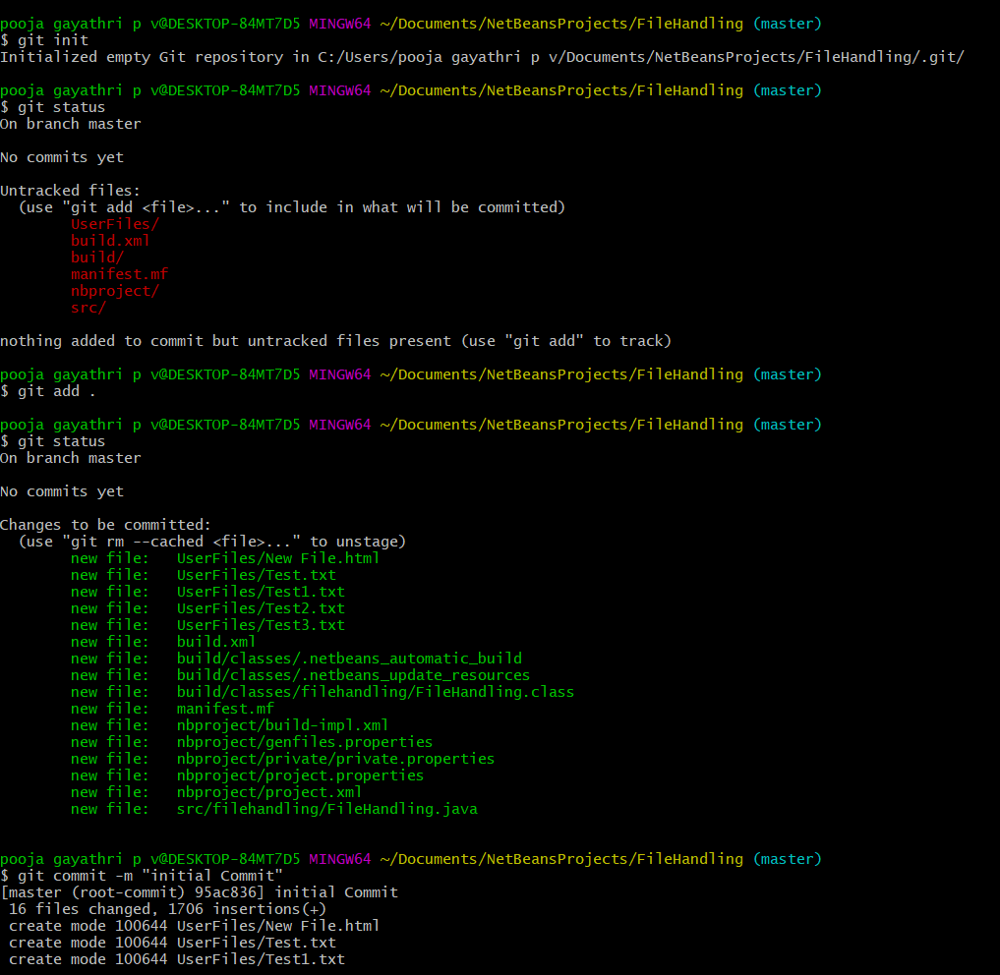 pooja gayathri p v@DESKTOP-84MT7D5 MINGW64 ~/Documents/NetBeansProjects/FileHandling (master)
$ git init
Initialized empty Git repository in C:/Users/pooja gayathri p v/Documents/NetBeansProjects/FileHandling/.git/
pooja gayathri p v@DESKTOP-84MT7D5 MINGW64 ~/Documents/NetBeansProjects/FileHandling (master)
$ git status
On branch master
No commits yet
Untracked files:
(use "git add <file>..." to include in what will be committed)
UserFiles/
build.xml
build/
manifest.mf
nbproject/
src/
nothing added to commit but untracked files present (use "git add" to track)
pooja gayathri p v@DESKTOP-84MT7D5 MINGW64 ~/Documents/NetBeansProjects/FileHandling (master)
$ git add .
pooja gayathri p v@DESKTOP-84MT7D5 MINGW64 ~/Documents/NetBeansProjects/FileHandling (master)
$ git status
On branch master
No commits yet
Changes to be committed:
(use "git rm --cached <file>..." to unstage)
new file:   UserFiles/New File.html
new file:   UserFiles/Test.txt
new file:   UserFiles/Test1.txt
new file:   UserFiles/Test2.txt
new file:   UserFiles/Test3.txt
new file:   build.xml
new file:   build/classes/.netbeans_automatic_build
new file:   build/classes/.netbeans_update_resources
new file:   build/classes/filehandling/FileHandling.class
new file:   manifest.mf
new file:   nbproject/build-impl.xml
new file:   nbproject/genfiles.properties
new file:   nbproject/private/private.properties
new file:   nbproject/project.properties
new file:   nbproject/project.xml
new file:   src/filehandling/FileHandling.java
pooja gayathri p v@DESKTOP-84MT7D5 MINGW64 ~/Documents/NetBeansProjects/FileHandling (master)
$ git commit -m "initial Commit"
[master (root-commit) 95ac836] initial Commit
16 files changed, 1706 insertions(+)
create mode 100644 UserFiles/New File.html
create mode 100644 UserFiles/Test.txt
create mode 100644 UserFiles/Test1.txt